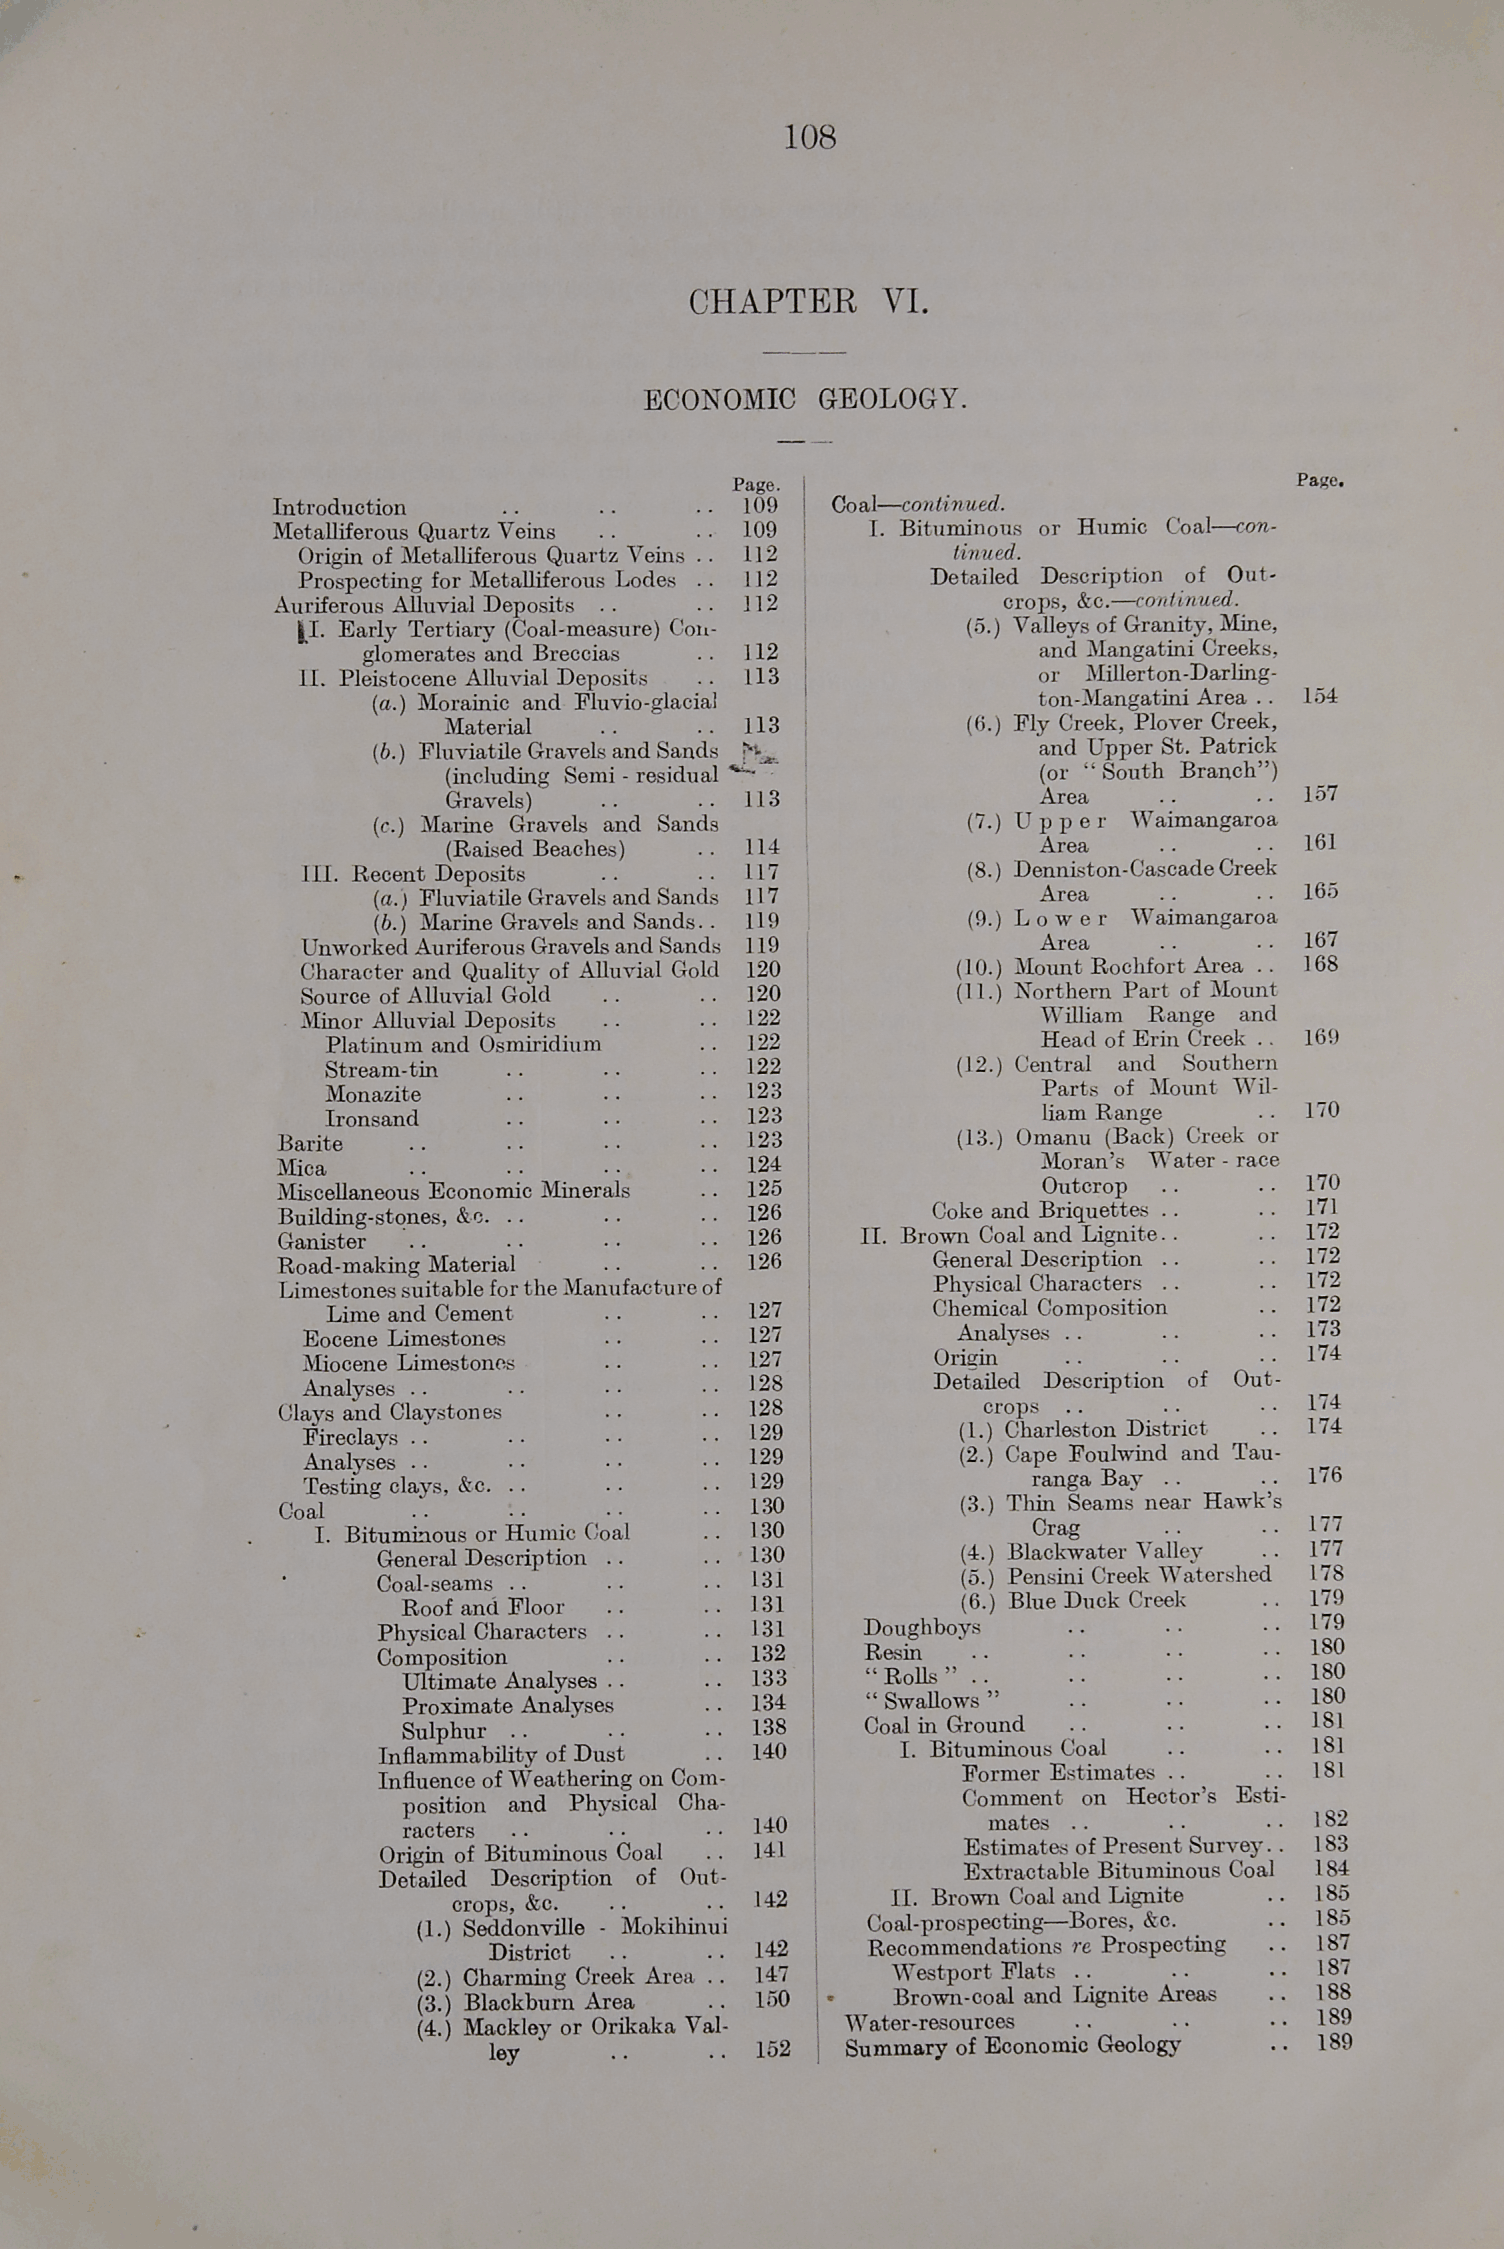 108
CHAPTER VI.
ECONOMIC GEOLOGY.
Page.
Introduction .. .. .. 109
Metalliferous Quartz Veins .. .. 109
Origin of Metalliferous Quartz Veins .. 112
Prospecting for Metalliferous Lodes .. 112
Auriferous Alluvial Deposits .. .. 112
I. Early Tertiary (Coal-measure) Con-
glomerates and Breccias .. 112
II. Pleistocene Alluvial Deposits .. 113
(a.) Morainic and Fluvio-glacial
Material .. .. 113
(b.) Fluviatile Gravels and Sands
(including Semi-residual
Gravels) .. .. 113
(c.) Marine Gravels and Sands
(Raised Beaches) .. 114
III. Recent Deposits .. .. 117
(a.) Fluviatile Gravels and Sands 117
(b.) Marine Gravels and Sands.. 119
Unworked Auriferous Gravels and Sands 119
Character and Quality of Alluvial Gold 120
Source of Alluvial Gold .. .. 120
Minor Alluvial Deposits .. .. 122
Platinum and Osmiridium .. 122
Stream-tin .. .. .. 122
Monazite .. .. .. 123
Ironsand .. .. .. 123
Barite .. .. .. .. 123
Mica .. .. .. .. 124
Miscellaneous Economic Minerals .. 125
Building-stones, &c. .. .. .. 126
Ganister .. .. .. .. 126
Road-making Material .. .. 126
Limestones suitable for the Manufacture of
Lime and Cement .. .. 127
Eocene Limestones .. .. 127
Miocene Limestones .. .. 127
Analyses .. .. .. .. 128
Clays and Claystones .. .. 128
Fireclays .. .. .. .. 129
Analyses .. .. .. .. 129
Testing clays, &c. .. .. .. 129
Coal .. .. .. .. 130
I. Bituminous or Humic Coal .. 130
General Description .. .. 130
Coal-seams .. .. .. 131
Roof and Floor .. .. 131
Physical Characters .. .. 131
Composition .. .. 132
Ultimate Analyses .. .. 133
Proximate Analyses .. 134
Sulphur .. .. .. 138
Inflammability of Dust .. 140
Influence of Weathering on Com-
position and Physical Cha-
racters .. .. .. 140
Origin of Bituminous Coal .. 141
Detailed Description of Out-
crops, &c. .. .. 142
(1.) Seddonville - Mokihinui
District .. .. 142
(2.) Charming Creek Area .. 147
(3.) Blackburn Area .. 150
(4.) Mackley or Orikaka Val-
ley .. .. 152
Page.
Coal—continued.
I. Bituminous or Humic Coal—con-
tinued.
Detailed Description of Out-
crops, &c.—continued.
(5.) Valleys of Granity, Mine,
and Mangatini Creeks,
or Millerton-Darling-
ton-Mangatini Area .. 154
(6.) Fly Creek, Plover Creek,
and Upper St. Patrick
(or “South Branch”)
Area .. .. 157
(7.) Upper Waimangaroa
Area .. .. 161
(8.) Denniston-Cascade Creek
Area .. .. 165
(9.) Lower Waimangaroa
Area .. .. 167
(10.) Mount Rochfort Area .. 168
(11.) Northern Part of Mount
William Range and
Head of Erin Creek .. 169
(12.) Central and Southern
Parts of Mount Wil-
liam Range .. 170
(13.) Omanu (Back) Creek or
Moran’s Water-race
Outcrop .. .. 170
Coke and Briquettes .. .. 171
II. Brown Coal and Lignite.. .. 172
General Description .. .. 172
Physical Characters .. .. 172
Chemical Composition .. 172
Analyses .. .. .. 173
Origin .. .. .. 174
Detailed Description of Out-
crops .. .. .. 174
(1.) Charleston District .. 174
(2.) Cape Foulwind and Tau-
ranga Bay .. .. 176
(3.) Thin Seams near Hawk’s
Crag .. .. 177
(4.) Blackwater Valley .. 177
(5.) Pensini Creek Watershed 178
(6.) Blue Duck Creek .. 179
Doughboys .. .. .. 179
Resin .. .. .. .. 180
“Rolls” .. .. .. .. 180
“Swallows” .. .. .. 180
Coal in Ground .. .. .. 181
I. Bituminous Coal .. .. 181
Former Estimates .. .. 181
Comment on Hector’s Esti-
mates .. .. .. 182
Estimates of Present Survey.. 183
Extractable Bituminous Coal 184
II. Brown Coal and Lignite .. 185
Coal-prospecting—Bores, &c. .. 185
Recommendations re Prospecting .. 187
Westport Flats .. .. .. 187
Brown-coal and Lignite Areas .. 188
Water-resources .. .. .. 189
Summary of Economic Geology .. 189